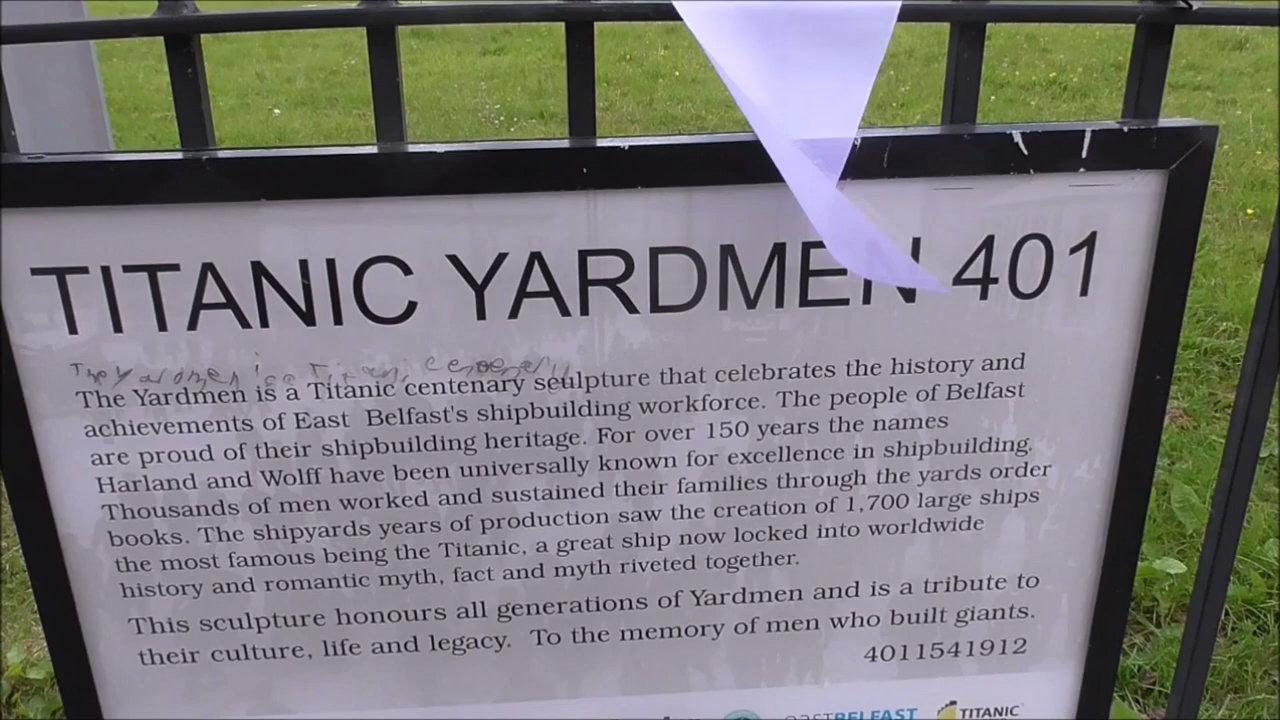 TITANIC YARDMEN 401
The Yardmen is a Titanic centenary
The Yardmen is a Titanic centenary sculpture that celebrates the history and
achievements of East Belfast's shipbuilding workforce. The people of Belfast
are proud of their shipbuilding heritage. For over 150 years the names
Harland and Wolff have been universally known for excellence in shipbuilding.
Thousands of men worked and sustained their families through the yards order
books. The shipyards years of production saw the creation of 1,700 large ships
the most famous being the Titanic, a great ship now locked into worldwide
history and romantic myth, fact and myth riveted together.
This sculpture honours all generations of Yardmen and is a tribute to
their culture, life and legacy. To the memory of men who built giants.
4011541912
EASTBELFAST TITANIC